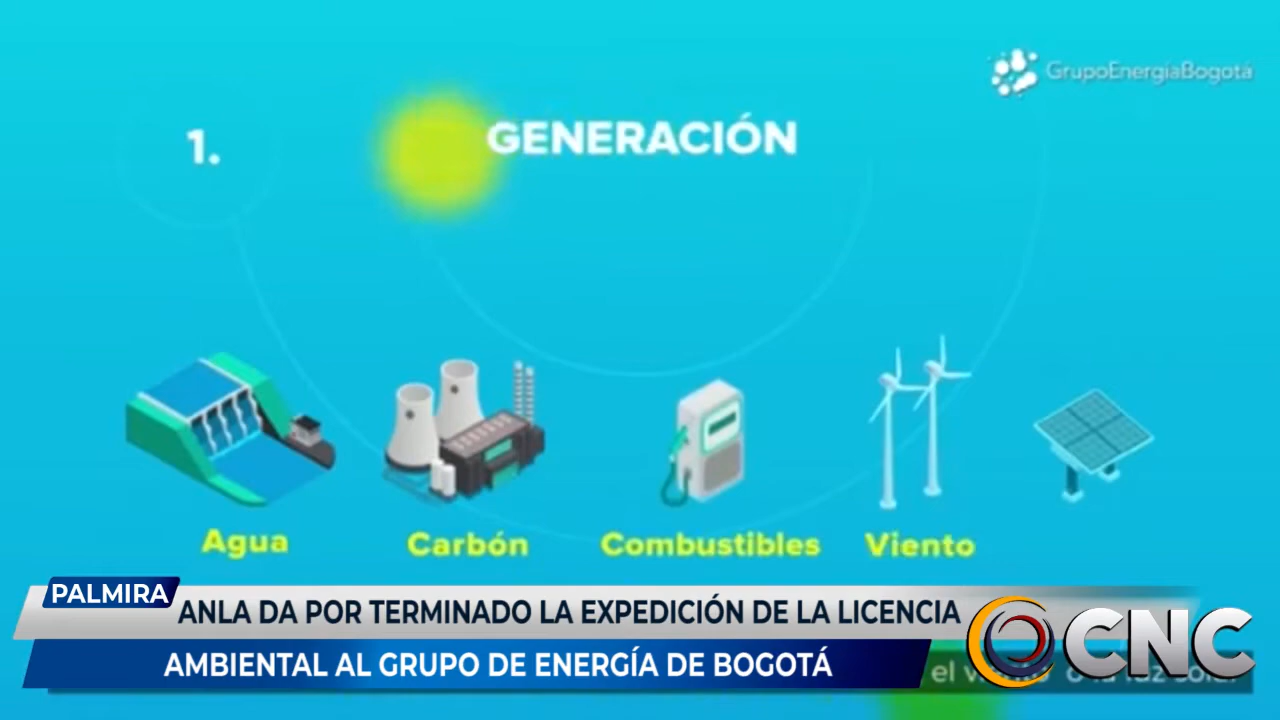 GrupoEnergíaBogotá
1.
GENERACIÓN
Agua
Carbón
Combustibles
Viento
PALMIRA
ANLA DA POR TERMINADO LA EXPEDICIÓN DE LA LICENCIA
AMBIENTAL AL GRUPO DE ENERGÍA DE BOGOTÁ
CNC
el